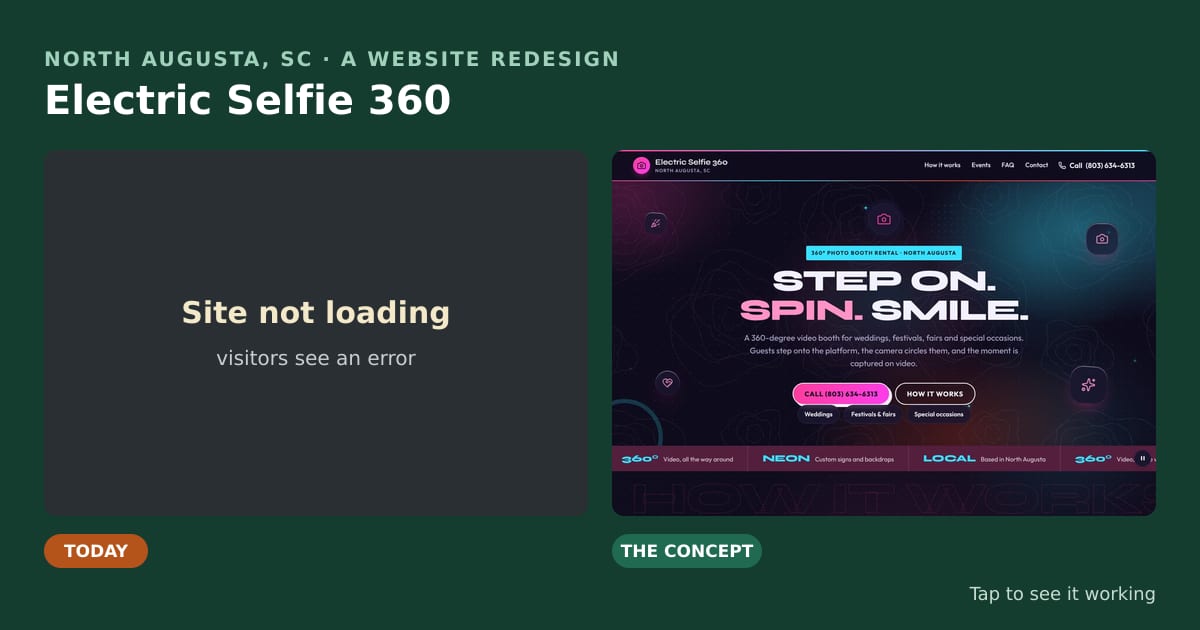 NORTH AUGUSTA, SC · A WEBSITE REDESIGN
Electric Selfie 360
Site not loading
visitors see an error
TODAY
Electric Selfie 360
NORTH AUGUSTA, SC
How it works Events FAQ Contact Call (803) 634-6313
360° PHOTO BOOTH RENTAL · NORTH AUGUSTA
STEP ON.
SPIN. SMILE.
A 360-degree video booth for weddings, festivals, fairs and special occasions.
Guests step onto the platform, the camera circles them, and the moment is
captured on video.
CALL (803) 634-6313 HOW IT WORKS
Weddings Festivals & fairs Special occasions
360° Video, all the way around NEON Custom signs and backdrops LOCAL Based in North Augusta 360° Video,
HOW IT WORKS
THE CONCEPT
Tap to see it working